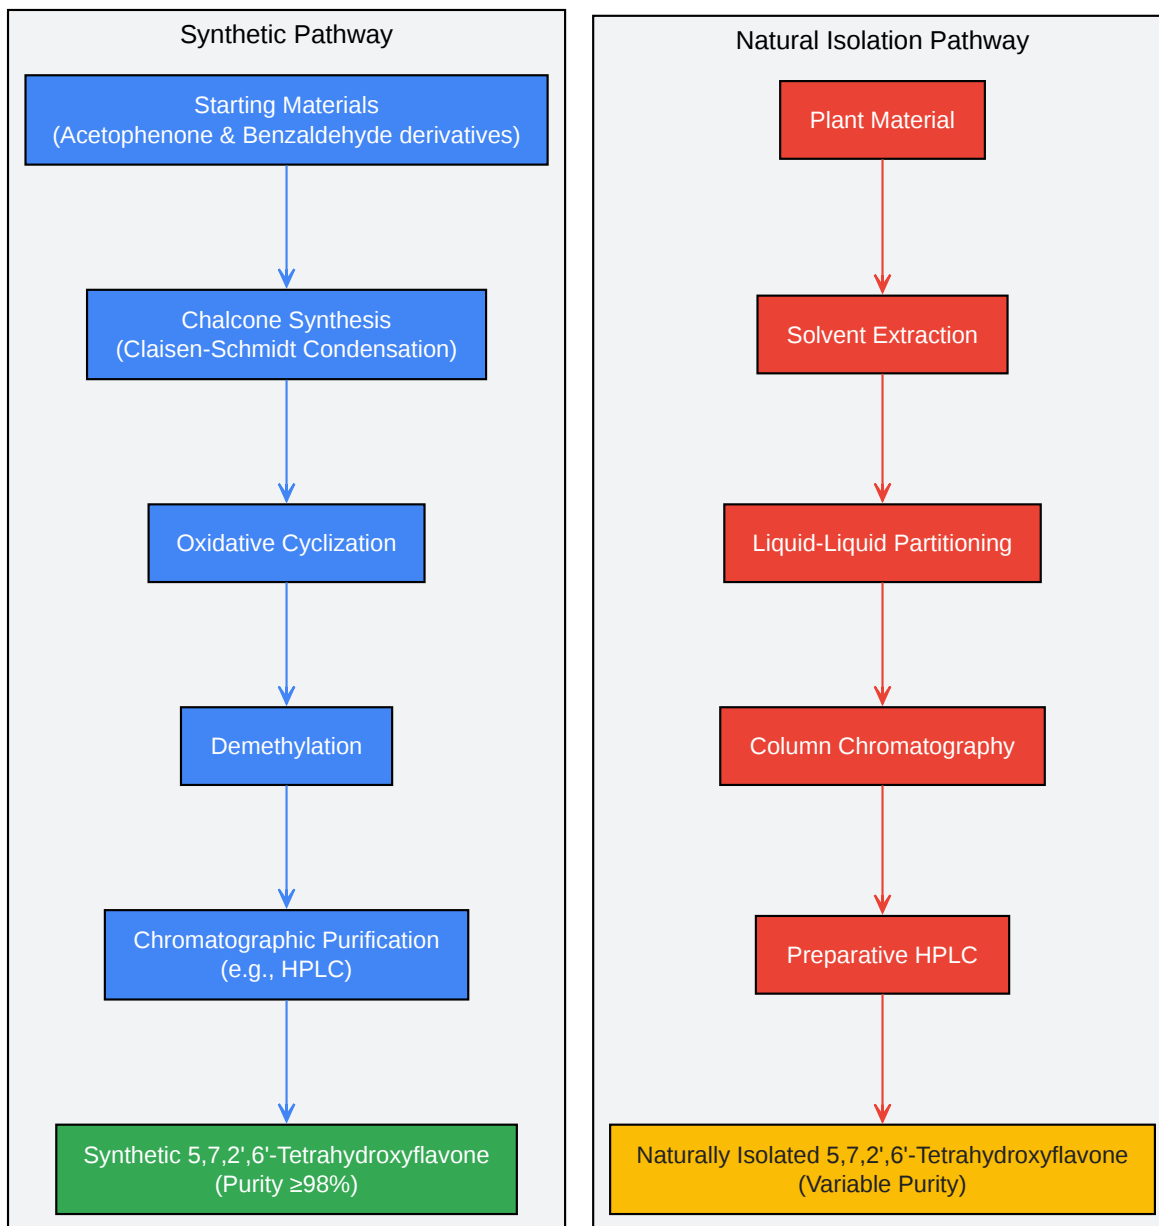 Synthetic Pathway
Starting Materials
(Acetophenone & Benzaldehyde derivatives)
Chalcone Synthesis
(Claisen-Schmidt Condensation)
Oxidative Cyclization
Demethylation
Chromatographic Purification
(e.g., HPLC)
Synthetic 5,7,2',6'-Tetrahydroxyflavone
(Purity ≥98%)
Natural Isolation Pathway
Plant Material
Solvent Extraction
Liquid-Liquid Partitioning
Column Chromatography
Preparative HPLC
Naturally Isolated 5,7,2',6'-Tetrahydroxyflavone
(Variable Purity)